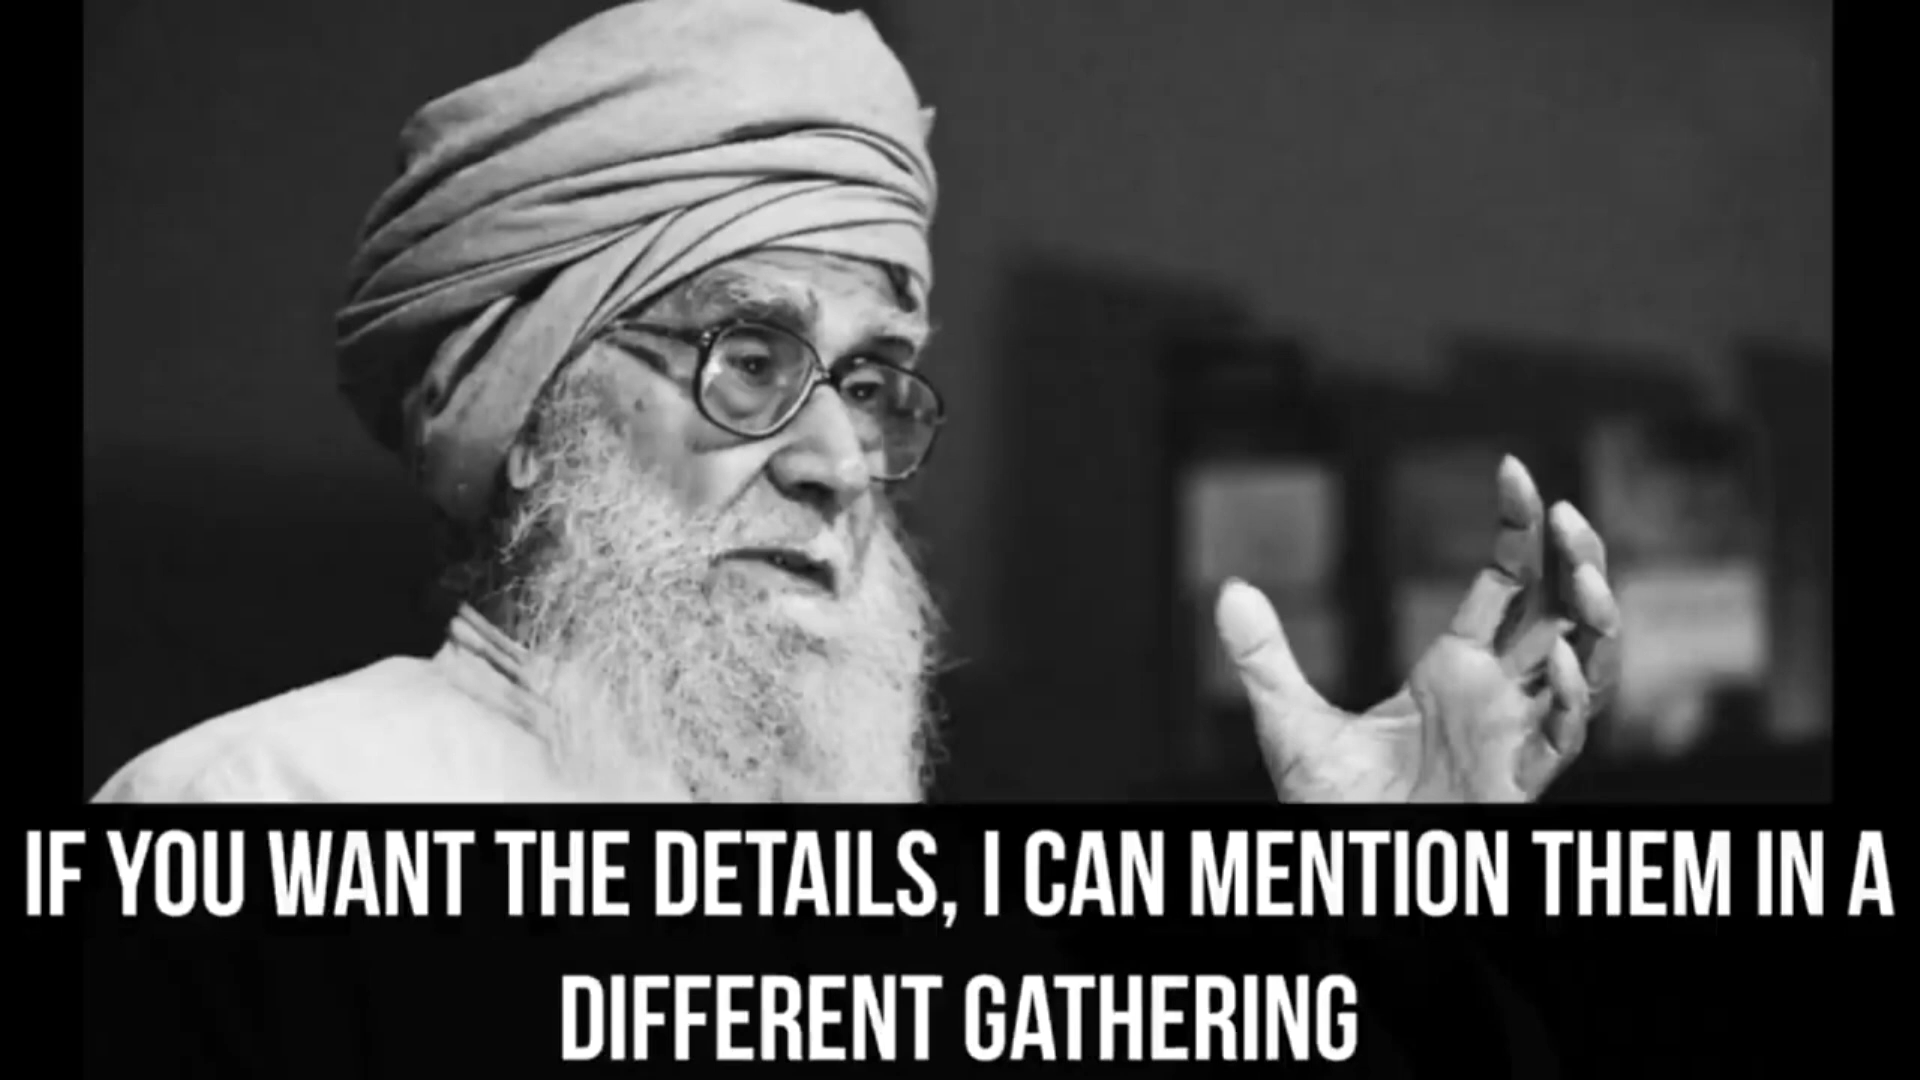 IF YOU WANT THE DETAILS, I CAN MENTION THEM IN A
DIFFERENT GATHERING